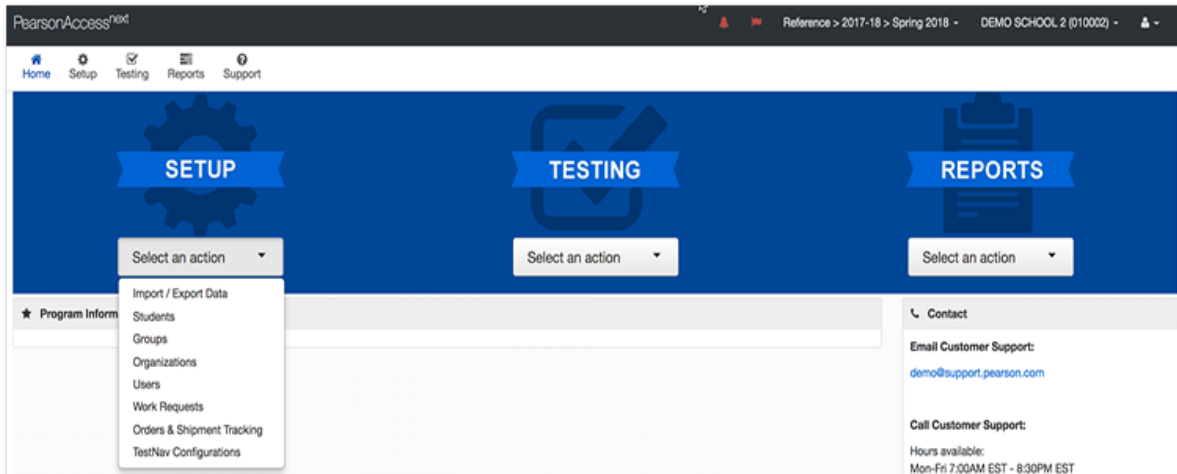 PearsonAccessnext
Reference > 2017-18 > Spring 2018
DEMO SCHOOL 2 (010002)
Home
Setup
Testing
Reports
Support
SETUP
TESTING
REPORTS
Select an action
Select an action
Select an action
Import / Export Data
Students
Groups
Organizations
Users
Work Requests
Orders & Shipment Tracking
TestNav Configurations
Program Inform
Contact
Email Customer Support:
demo@support.pearson.com
Call Customer Support:
Hours available:
Mon-Fri 7:00AM EST - 8:30PM EST